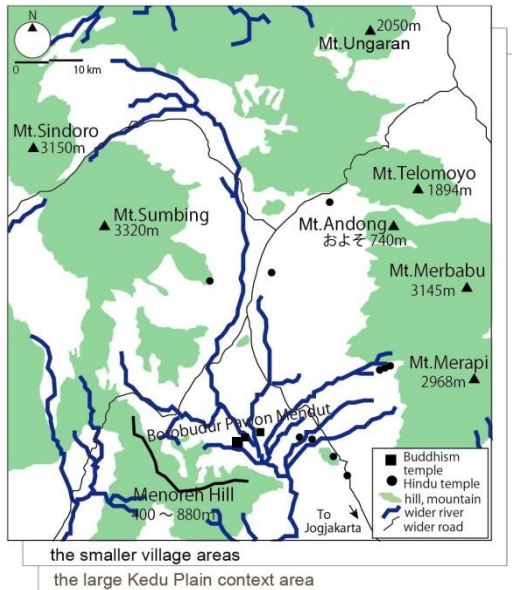 N
0 10 km
2050m
Mt.Ungaran
Mt.Sindoro
3150m
Mt.Telomoyo
1894m
Mt.Sumbing
3320m
Mt.Andong
およそ 740m
Mt.Merbabu
3145m
Mt.Merapi
2968m
Borobudur Pawon Mendut
Menoreh Hill
400 ~ 880m
To
Jogjakarta
Buddhism
temple
Hindu temple
hill, mountain
wider river
wider road
the smaller village areas
the large Kedu Plain context area